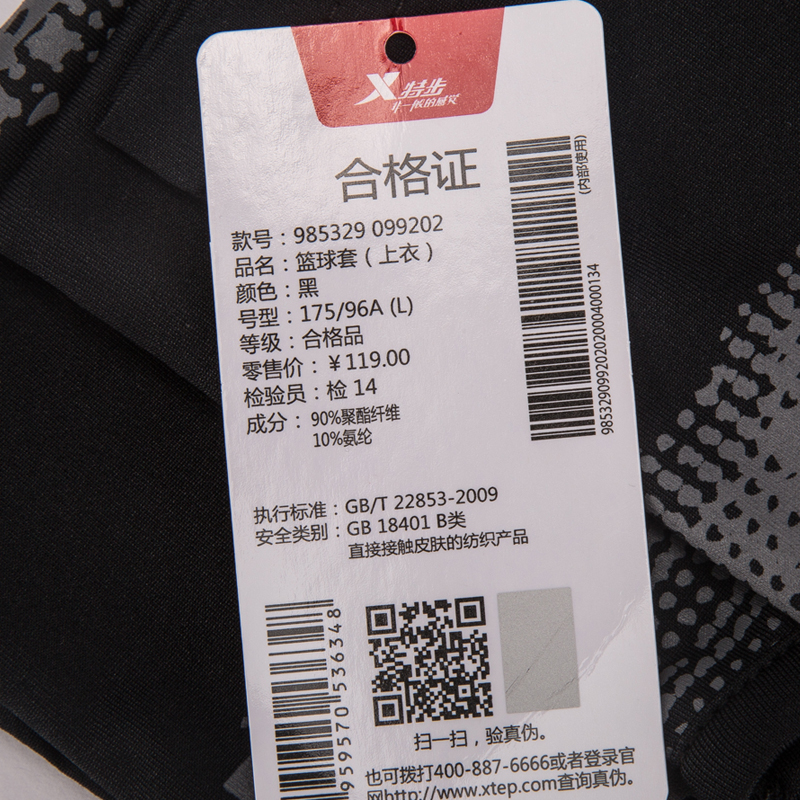 特步
非一般的感觉
合格证
(内部使用)
款号：985329 099202
品名：篮球套（上衣）
颜色：黑
号型：175/96A (L)
等级：合格品
零售价：￥119.00
检验员：检 14
成分：90%聚酯纤维
10%氨纶
98532909920202020004000134
执行标准：GB/T 22853-2009
安全类别：GB 18401 B类
直接接触皮肤的纺织产品
959570 536348
扫一扫，验真伪。
也可拨打400-887-6666或者登录官
网http://www.xtep.com查询真伪。